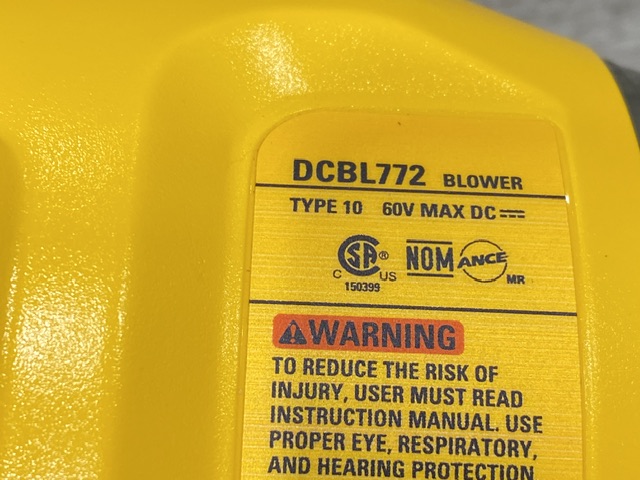 DCBL772 BLOWER
TYPE 10 60V MAX DC
CSA®
C US
150399
NOM ANCE MR
WARNING
TO REDUCE THE RISK OF
INJURY, USER MUST READ
INSTRUCTION MANUAL. USE
PROPER EYE, RESPIRATORY,
AND HEARING PROTECTION